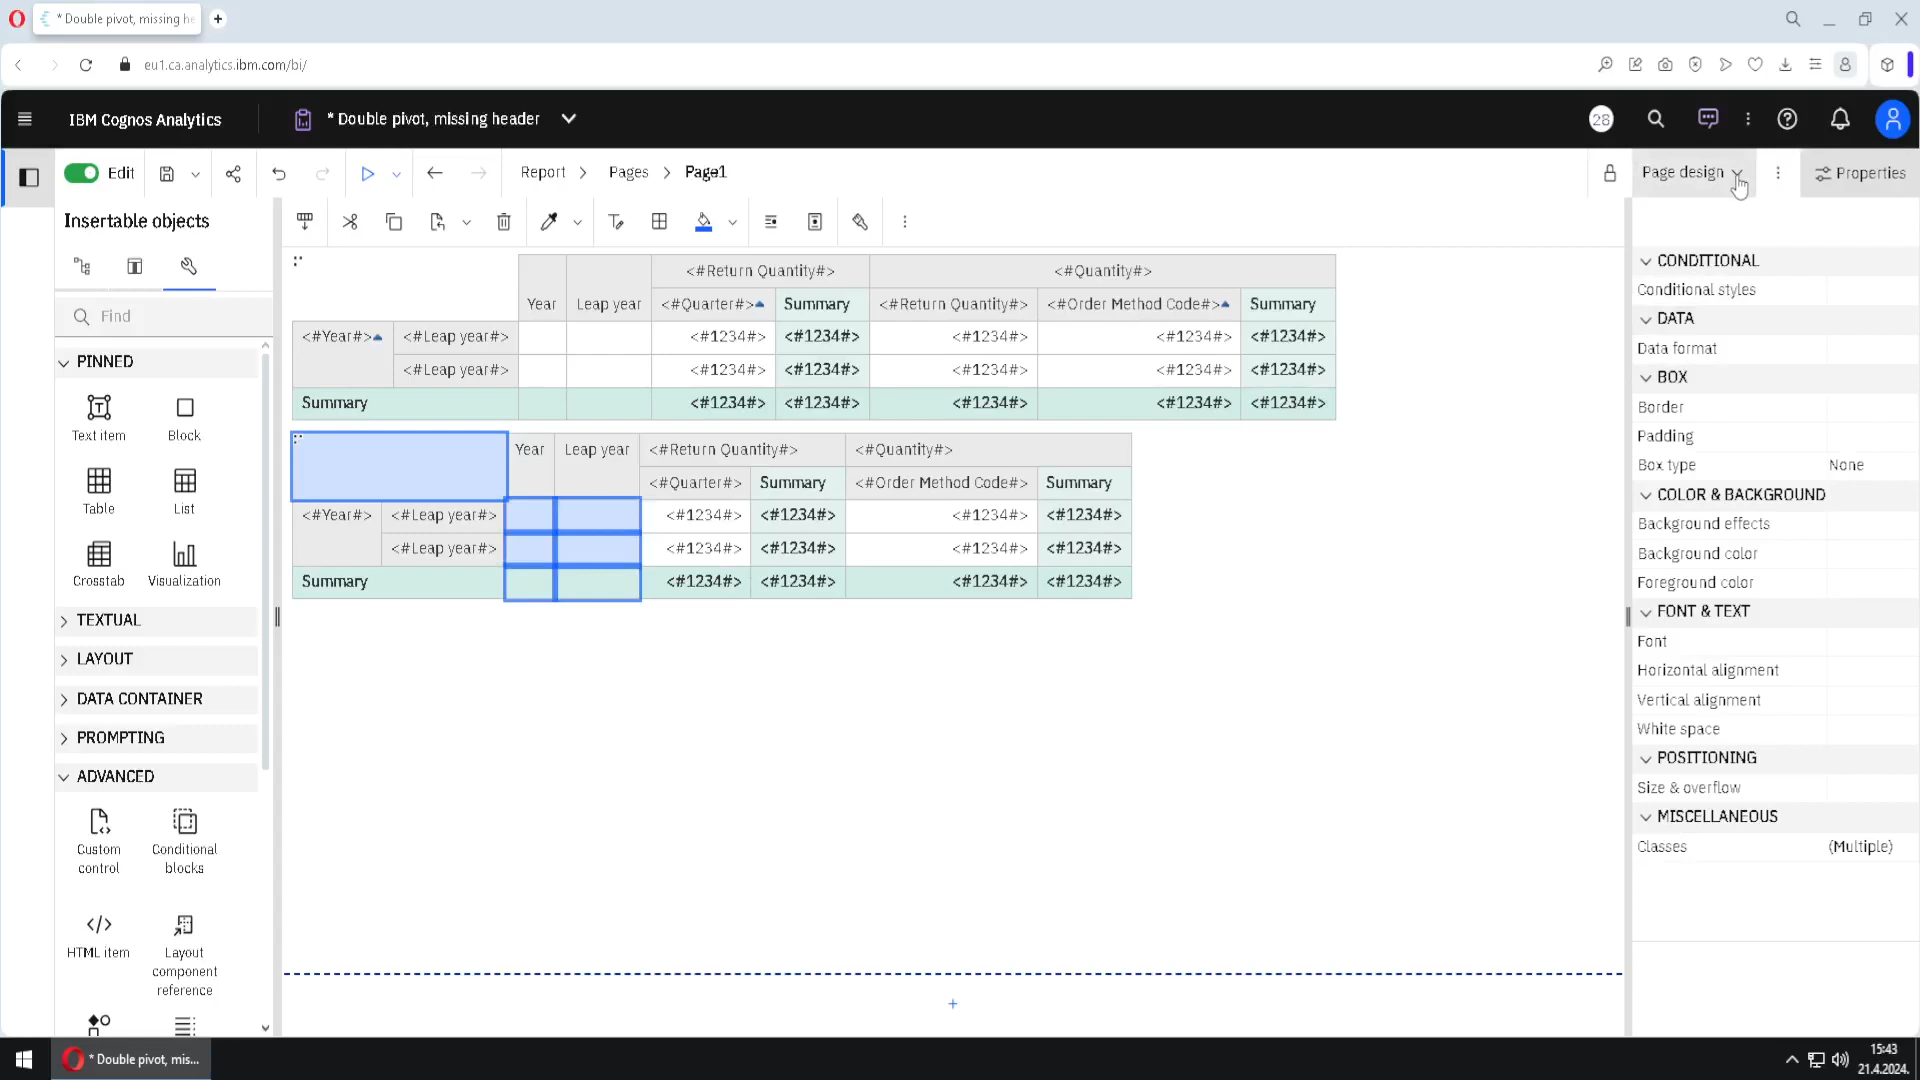 * Double pivot, missing he
eu1.ca.analytics.ibm.com/bi/
IBM Cognos Analytics
* Double pivot, missing header
28
Edit
Report
Pages
Page1
Page design
Properties
Insertable objects
Find
PINNED
Text item
Block
Table
List
Crosstab
Visualization
TEXTUAL
LAYOUT
DATA CONTAINER
PROMPTING
ADVANCED
Custom control
Conditional blocks
HTML item
Layout component reference
<#Return Quantity#>
<#Quantity#>
Year
Leap year
<#Quarter#>
Summary
<#Return Quantity#>
<#Order Method Code#>
Summary
<#Year#>
<#Leap year#>
<#1234#>
<#1234#>
<#1234#>
<#1234#>
<#1234#>
<#Leap year#>
<#1234#>
<#1234#>
<#1234#>
<#1234#>
<#1234#>
Summary
<#1234#>
<#1234#>
<#1234#>
<#1234#>
<#1234#>
Year
Leap year
<#Return Quantity#>
<#Quantity#>
<#Quarter#>
Summary
<#Order Method Code#>
Summary
<#Year#>
<#Leap year#>
<#1234#>
<#1234#>
<#1234#>
<#1234#>
<#Leap year#>
<#1234#>
<#1234#>
<#1234#>
<#1234#>
Summary
<#1234#>
<#1234#>
<#1234#>
<#1234#>
CONDITIONAL
Conditional styles
DATA
Data format
BOX
Border
Padding
Box type
None
COLOR & BACKGROUND
Background effects
Background color
Foreground color
FONT & TEXT
Font
Horizontal alignment
Vertical alignment
White space
POSITIONING
Size & overflow
MISCELLANEOUS
Classes
(Multiple)
* Double pivot, mis...
15:43
21.4.2024.